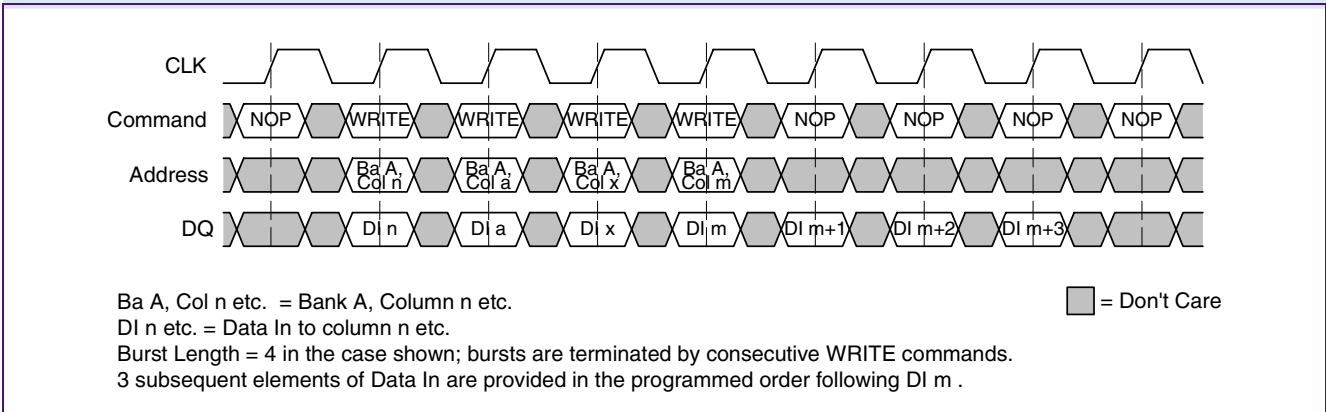 CLK
Command NOP WRITE WRITE WRITE WRITE NOP NOP NOP NOP
Address Ba A, Col n Ba A, Col a Ba A, Col x Ba A, Col m
DQ DI n DI a DI x DI m DI m+1 DI m+2 DI m+3
Ba A, Col n etc. = Bank A, Column n etc.
= Don't Care
DI n etc. = Data In to column n etc.
Burst Length = 4 in the case shown; bursts are terminated by consecutive WRITE commands.
3 subsequent elements of Data In are provided in the programmed order following DI m .